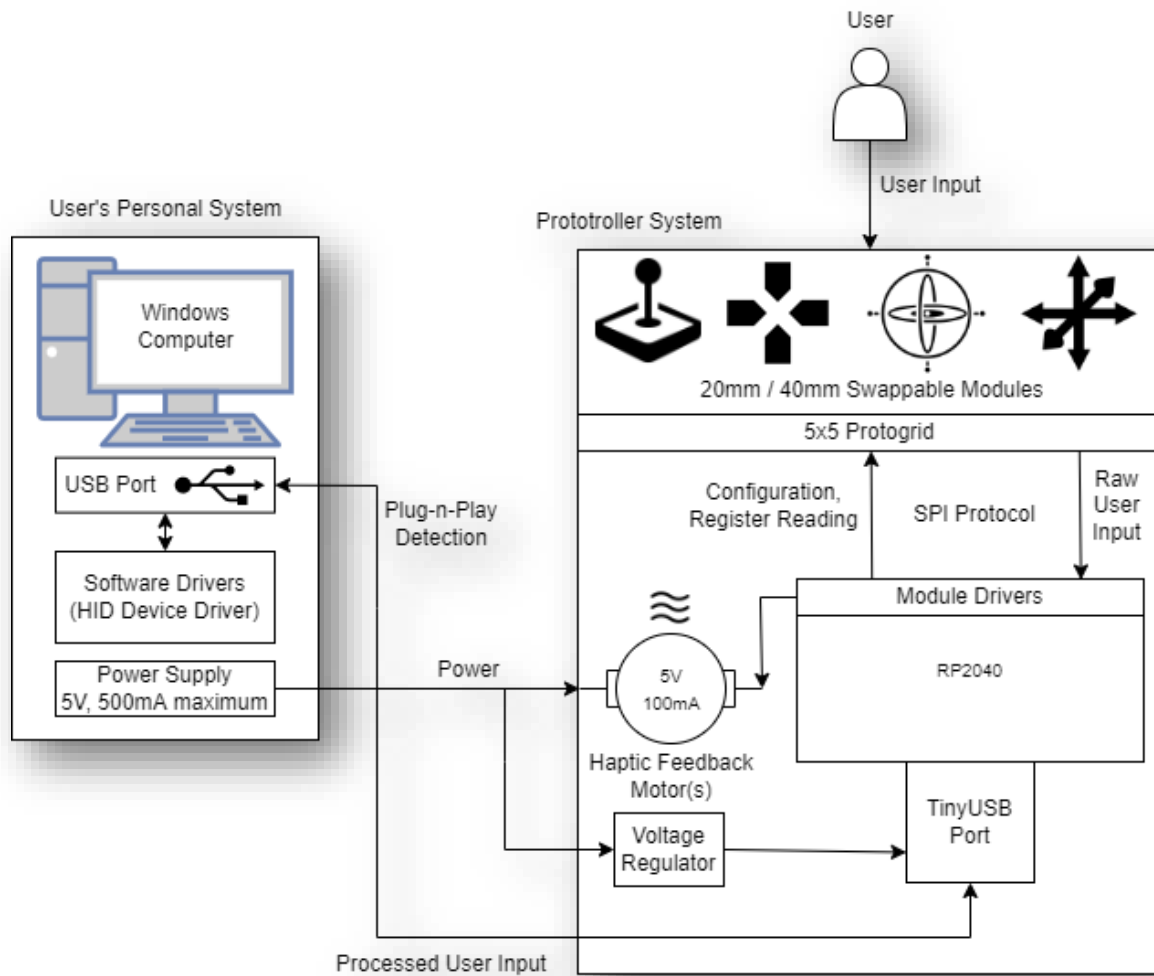 User
User Input
User's Personal System
Prototroller System
Windows
Computer
20mm / 40mm Swappable Modules
5x5 Protogrid
USB Port
Plug-n-Play
Detection
Configuration,
Register Reading
SPI Protocol
Raw
User
Input
Software Drivers
(HID Device Driver)
Module Drivers
Power Supply
5V, 500mA maximum
Power
5V
100mA
RP2040
Haptic Feedback
Motor(s)
TinyUSB
Port
Voltage
Regulator
Processed User Input